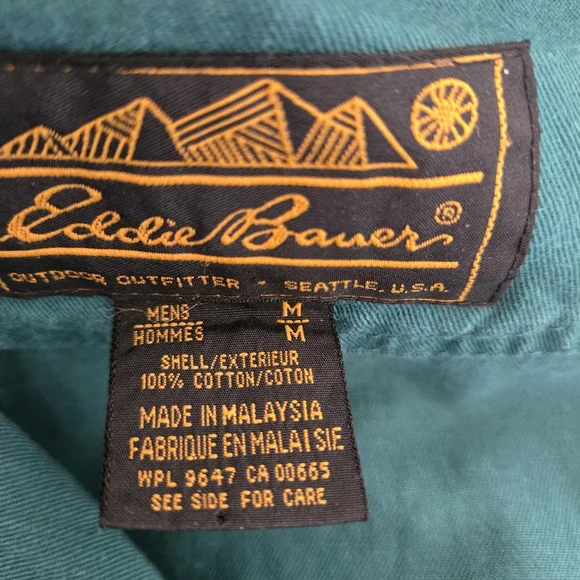 Eddie Bauer®
OUTDOOR OUTFITTER - SEATTLE, U.S.A.
MENS M
HOMMES M
SHELL/EXTERIEUR
100% COTTON/COTON
MADE IN MALAYSIA
FABRIQUE EN MALAISIE
WPL 9647 CA 00665
SEE SIDE FOR CARE